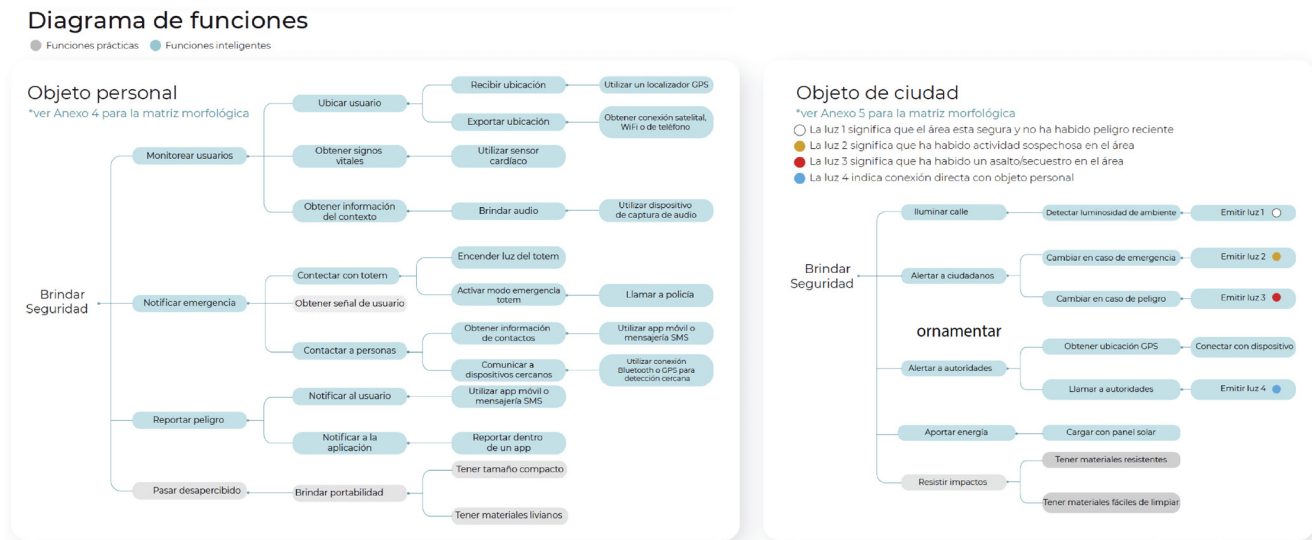 Diagrama de funciones
Funciones prácticas
Funciones inteligentes
Objeto personal
*ver Anexo 4 para la matriz morfológica
Brindar
Seguridad
Monitorear usuarios
Ubicar usuario
Recibir ubicación
Utilizar un localizador GPS
Exportar ubicación
Obtener conexión satelital,
WiFi o de teléfono
Obtener signos
vitales
Utilizar sensor
cardíaco
Obtener información
del contexto
Brindar audio
Utilizar dispositivo
de captura de audio
Notificar emergencia
Contectar con totem
Encender luz del totem
Activar modo emergencia
totem
Llamar a policía
Obtener señal de usuario
Contactar a personas
Obtener información
de contactos
Utilizar app móvil o
mensajería SMS
Comunicar a
dispositivos cercanos
Utilizar conexión
Bluetooth o GPS para
detección cercana
Reportar peligro
Notificar al usuario
Utilizar app móvil o
mensajería SMS
Notificar a la
aplicación
Reportar dentro
de un app
Pasar desapercibido
Brindar portabilidad
Tener tamaño compacto
Tener materiales livianos
Objeto de ciudad
*ver Anexo 5 para la matriz morfológica
La luz 1 significa que el área esta segura y no ha habido peligro reciente
La luz 2 significa que ha habido actividad sospechosa en el área
La luz 3 significa que ha habido un asalto/secuestro en el área
La luz 4 indica conexión directa con objeto personal
Brindar
Seguridad
Iluminar calle
Detectar luminosidad de ambiente
Emitir luz 1
Alertar a ciudadanos
Cambiar en caso de emergencia
Emitir luz 2
Cambiar en caso de peligro
Emitir luz 3
ornamentar
Alertar a autoridades
Obtener ubicación GPS
Conectar con dispositivo
Llamar a autoridades
Emitir luz 4
Aportar energía
Cargar con panel solar
Resistir impactos
Tener materiales resistentes
Tener materiales fáciles de limpiar